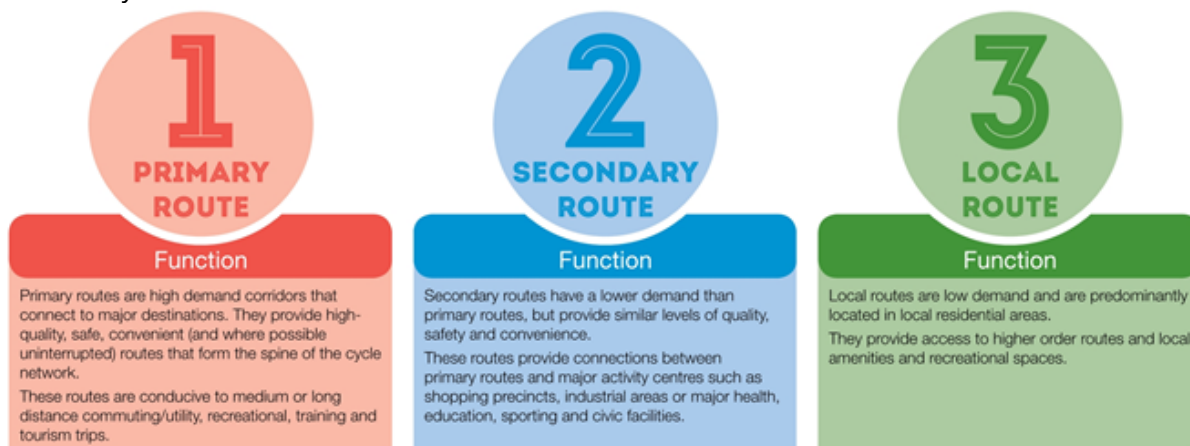 1
PRIMARY
ROUTE
Function
Primary routes are high demand corridors that
connect to major destinations. They provide high-
quality, safe, convenient (and where possible
uninterrupted) routes that form the spine of the cycle
network.
These routes are conducive to medium or long
distance commuting/utility, recreational, training and
tourism trips.
2
SECONDARY
ROUTE
Function
Secondary routes have a lower demand than
primary routes, but provide similar levels of quality,
safety and convenience.
These routes provide connections between
primary routes and major activity centres such as
shopping precincts, industrial areas or major health,
education, sporting and civic facilities.
3
LOCAL
ROUTE
Function
Local routes are low demand and are predominantly
located in local residential areas.
They provide access to higher order routes and local
amenities and recreational spaces.